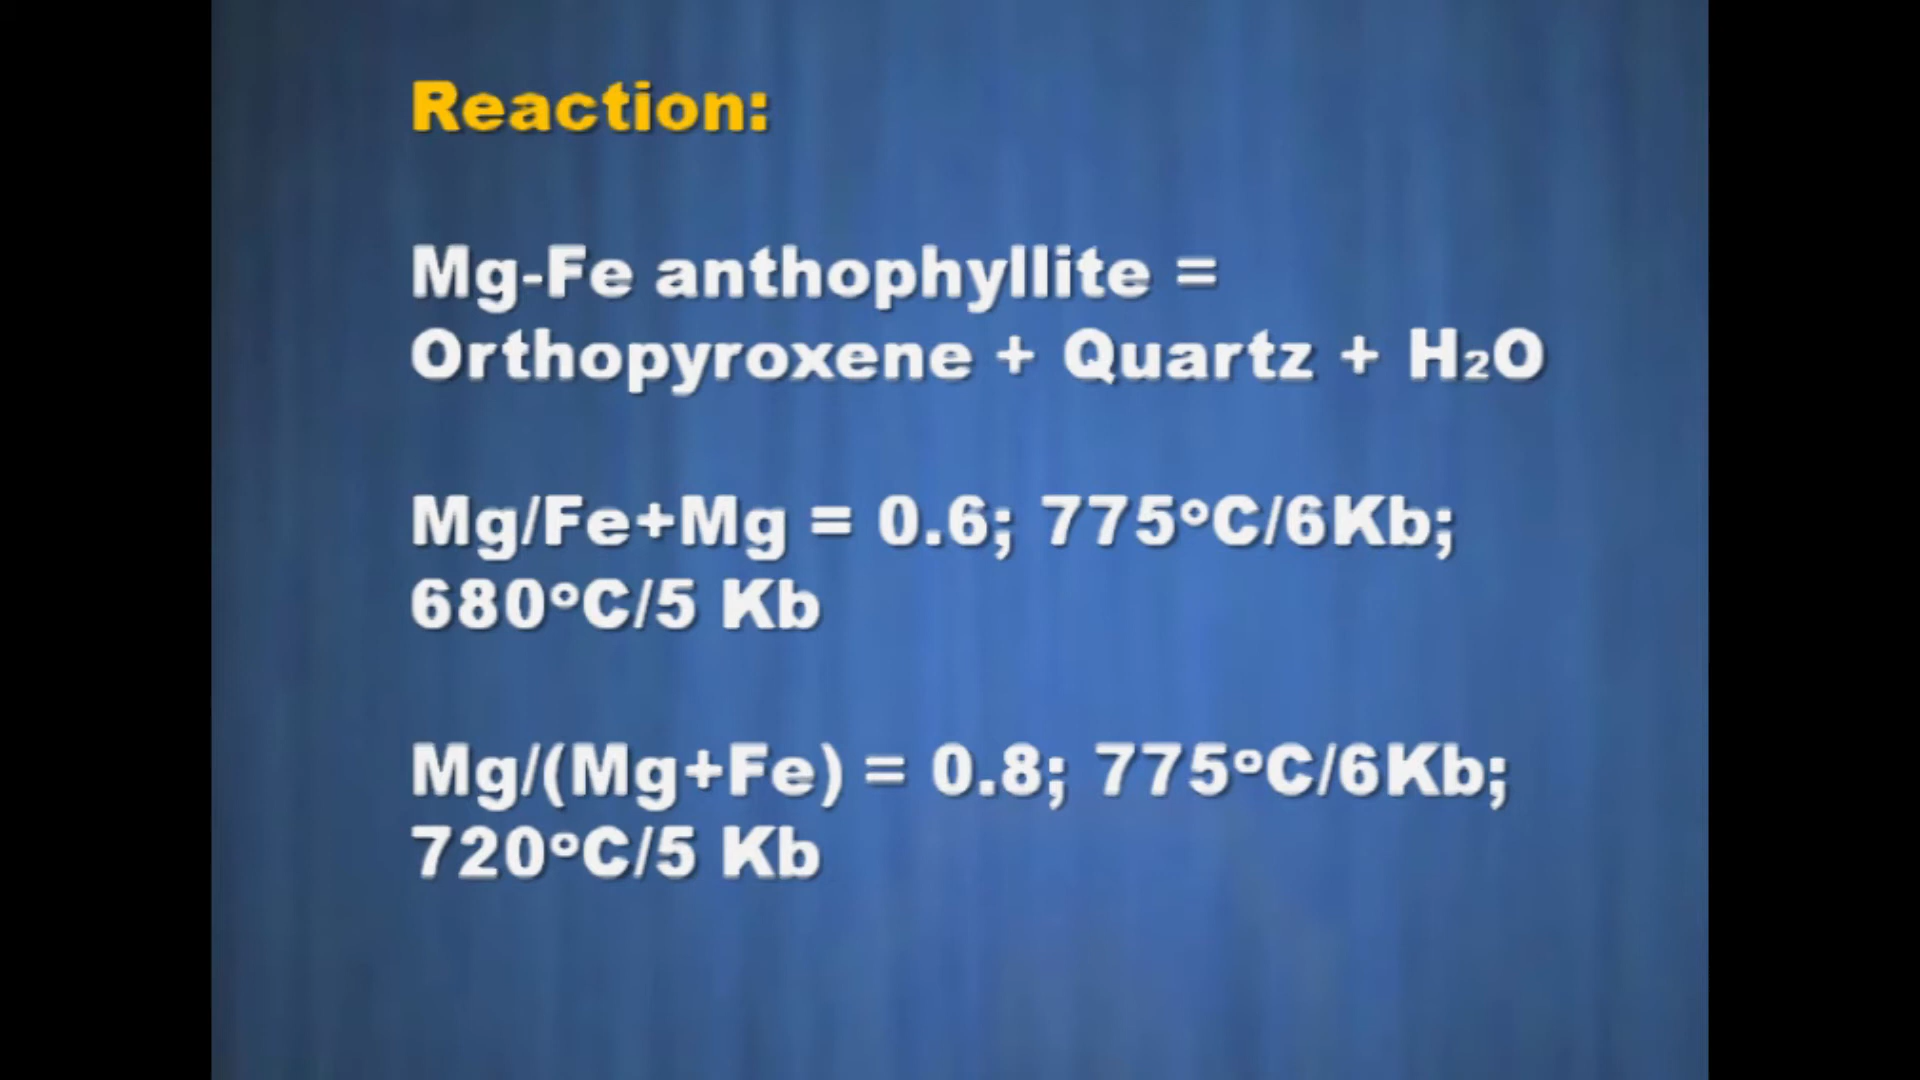 Reaction:
Mg-Fe anthophyllite =
Orthopyroxene + Quartz + H₂O
Mg/Fe+Mg = 0.6; 775°C/6Kb;
680°C/5 Kb
Mg/(Mg+Fe) = 0.8; 775°C/6Kb;
720°C/5 Kb